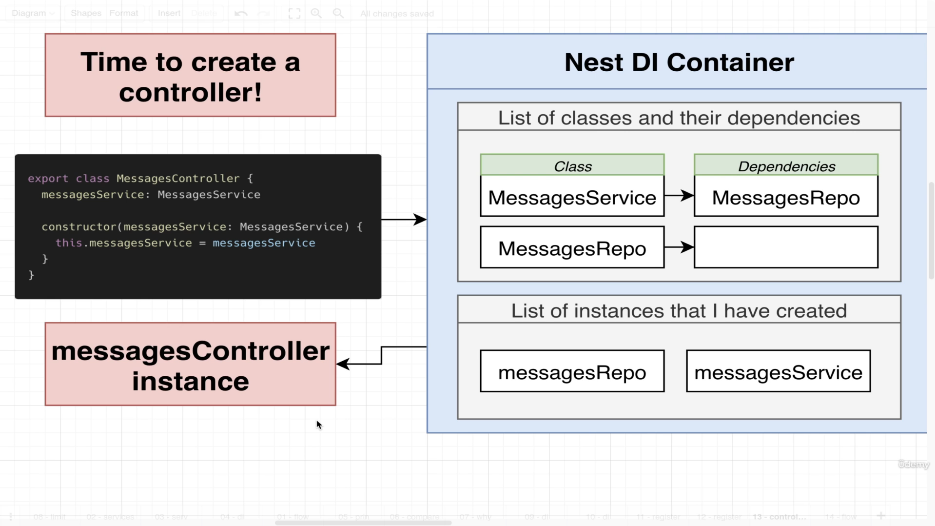 Diagram
Shapes Format Insert
All changes saved
Time to create a
controller!
export class MessagesController {
messagesService: MessagesService
constructor(messagesService: MessagesService) {
this.messagesService = messagesService
}
}
messagesController
instance
Nest DI Container
List of classes and their dependencies
Class Dependencies
MessagesService MessagesRepo
MessagesRepo
List of instances that I have created
messagesRepo messagesService
Udemy
13 - control...